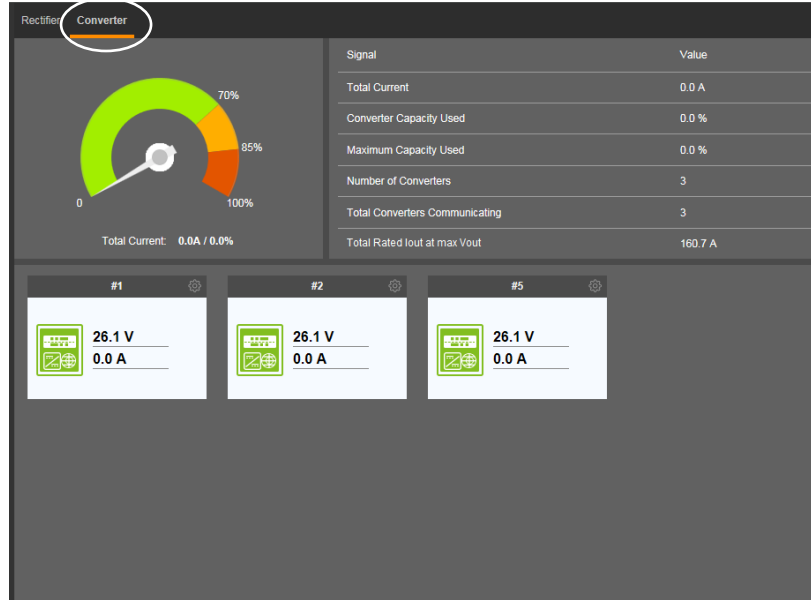 Rectifier Converter
70%
85%
0
100%
Total Current: 0.0A / 0.0%
Signal Value
Total Current 0.0 A
Converter Capacity Used 0.0 %
Maximum Capacity Used 0.0 %
Number of Converters 3
Total Converters Communicating 3
Total Rated Iout at max Vout 160.7 A
#1
26.1 V
0.0 A
#2
26.1 V
0.0 A
#5
26.1 V
0.0 A